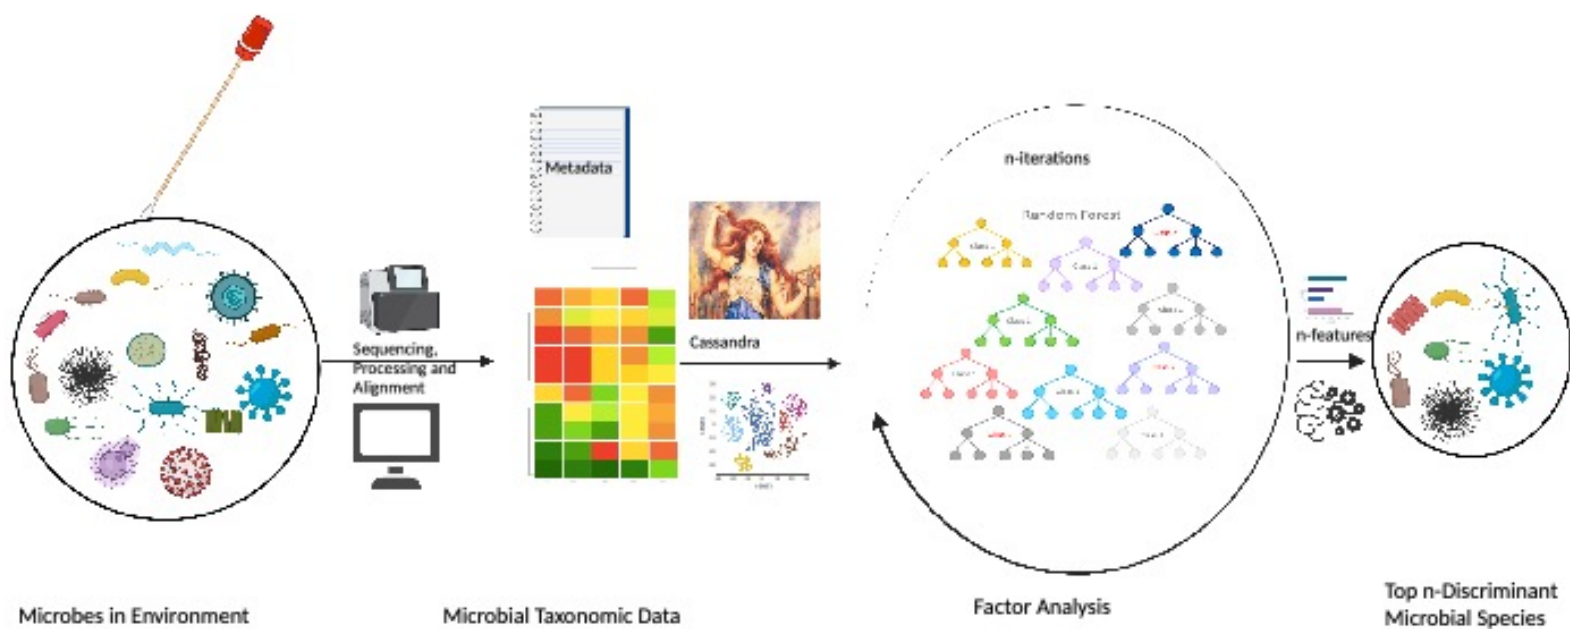 Metadata
n-iterations
Random Forest
Sequencing,
Processing and
Alignment
Cassandra
n-features
Microbes in Environment
Microbial Taxonomic Data
Factor Analysis
Top n-Discriminant
Microbial Species